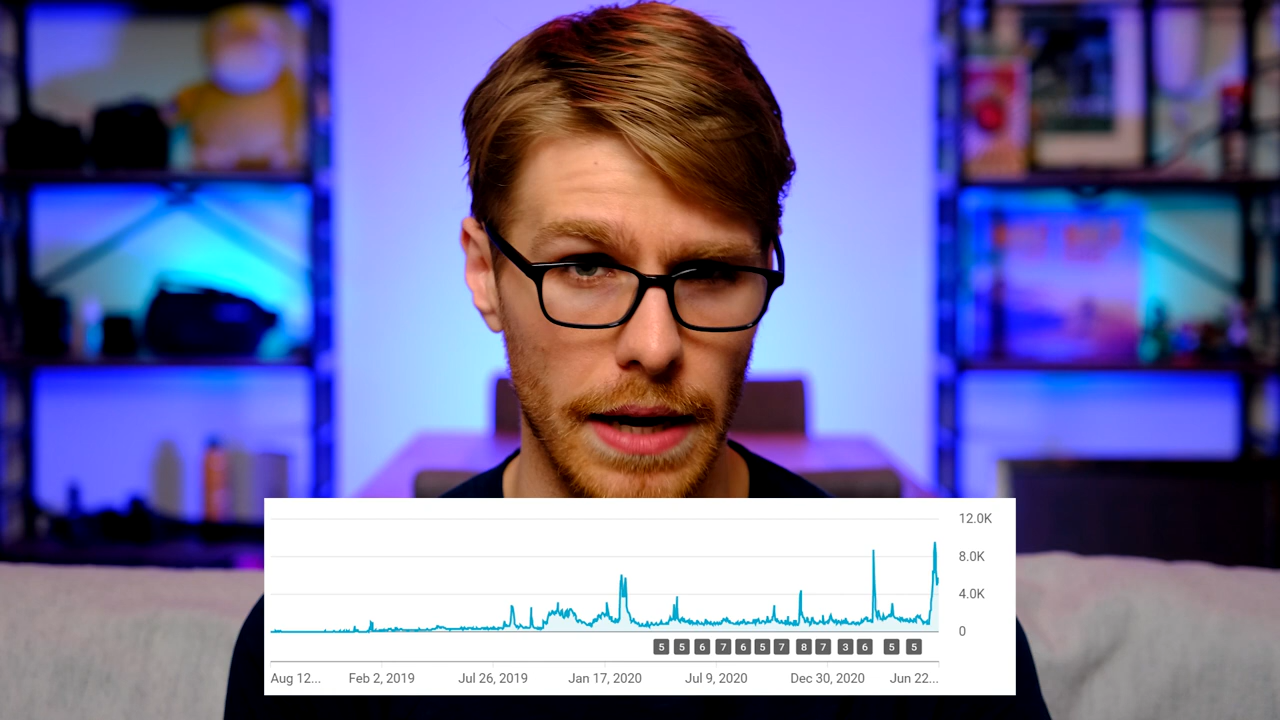 12.0K
8.0K
4.0K
0
5 5 6 7 6 5 7 8 7 3 6 5 5
Aug 12... Feb 2, 2019 Jul 26, 2019 Jan 17, 2020 Jul 9, 2020 Dec 30, 2020 Jun 22...